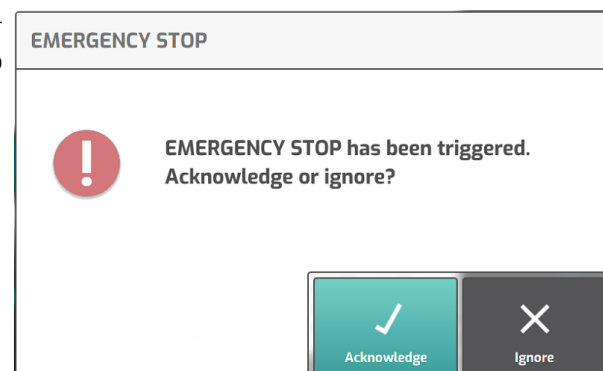 EMERGENCY STOP
EMERGENCY STOP has been triggered.
Acknowledge or ignore?
Acknowledge
Ignore